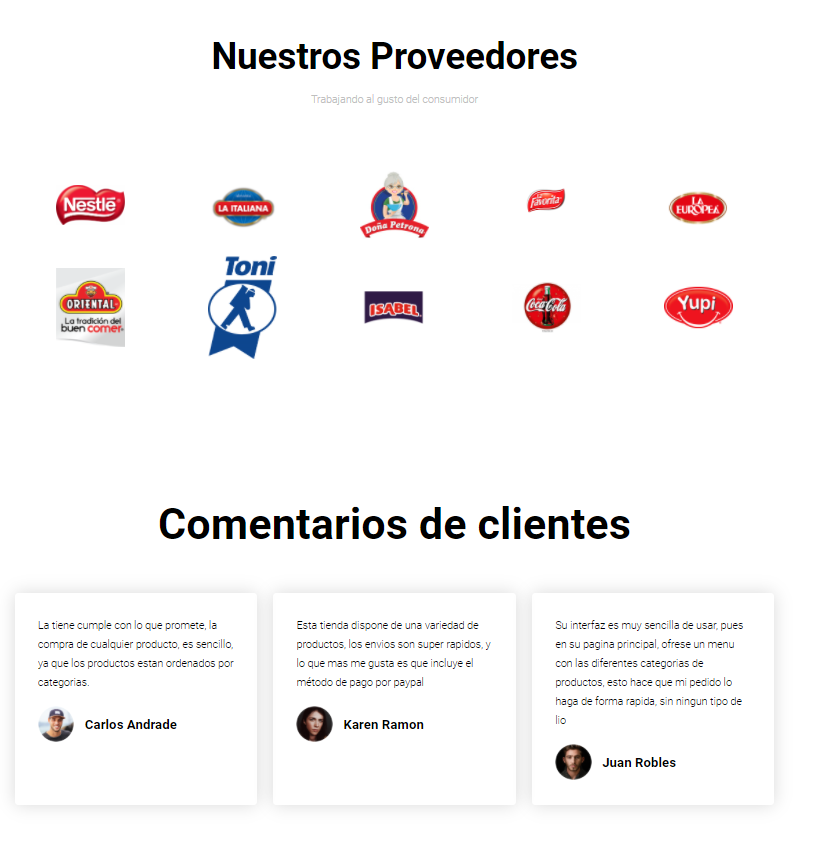 Nuestros Proveedores
Trabajando al gusto del consumidor
Nestlé
LA ITALIANA
Doña Petrona
Favorita
LA EUROPEA
ORIENTAL
La tradición del
buen comer
Toni
ISABEL
Coca-Cola
Yupi
Comentarios de clientes
La tiene cumple con lo que promete, la
compra de cualquier producto, es sencillo,
ya que los productos estan ordenados por
categorias.
Carlos Andrade
Esta tienda dispone de una variedad de
productos, los envios son super rapidos, y
lo que mas me gusta es que incluye el
método de pago por paypal
Karen Ramon
Su interfaz es muy sencilla de usar, pues
en su pagina principal, ofrese un menu
con las diferentes categorias de
productos, esto hace que mi pedido lo
haga de forma rapida, sin ningun tipo de
lio
Juan Robles